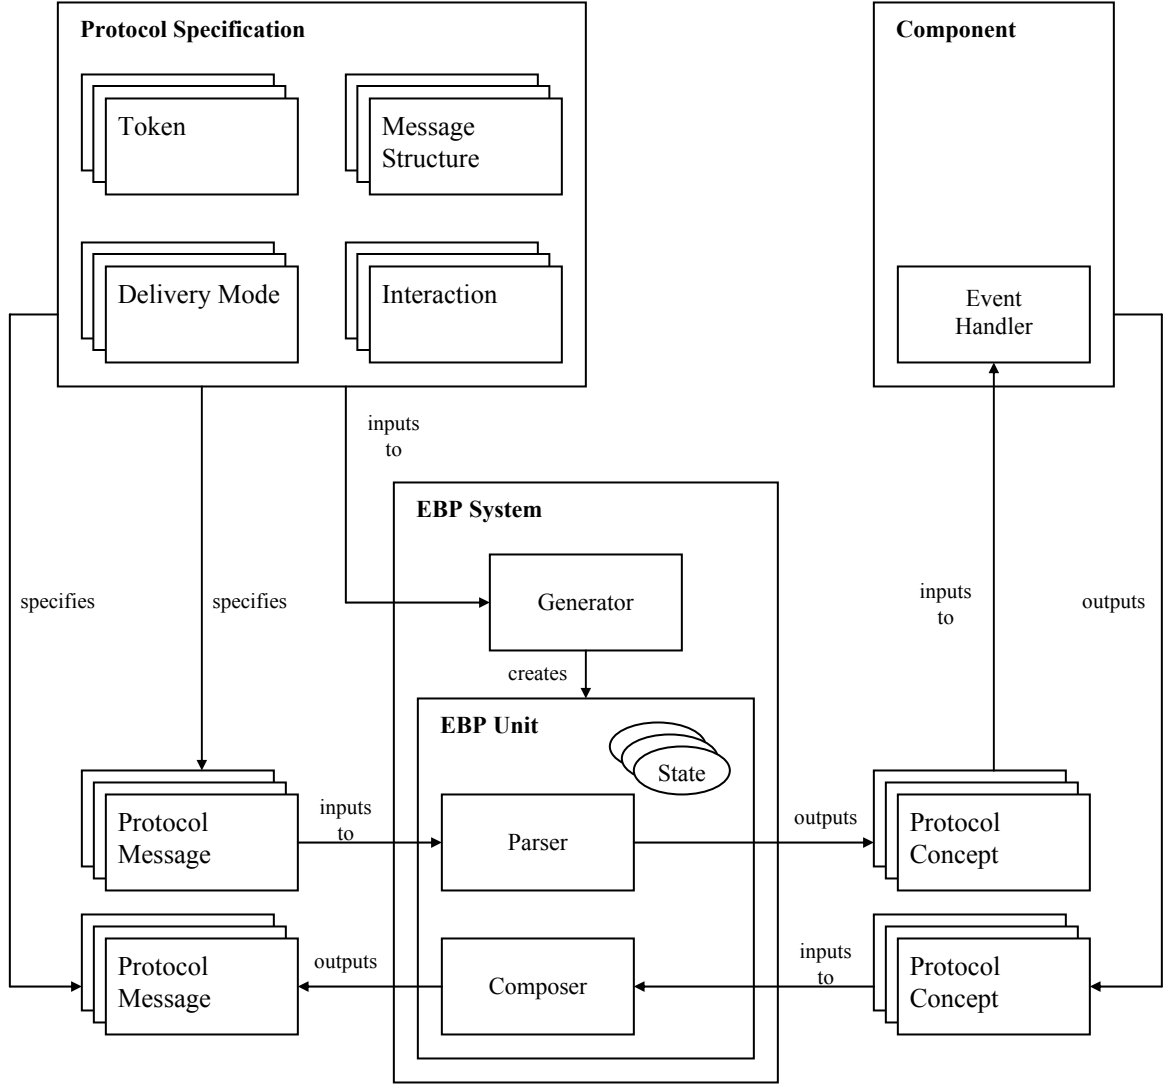 Protocol Specification
Component
Token
Message
Structure
Delivery Mode
Interaction
Event
Handler
inputs
to
EBP System
specifies
specifies
Generator
inputs
to
outputs
creates
EBP Unit
State
Protocol
Message
inputs
to
Parser
outputs
Protocol
Concept
Protocol
Message
outputs
Composer
inputs
to
Protocol
Concept